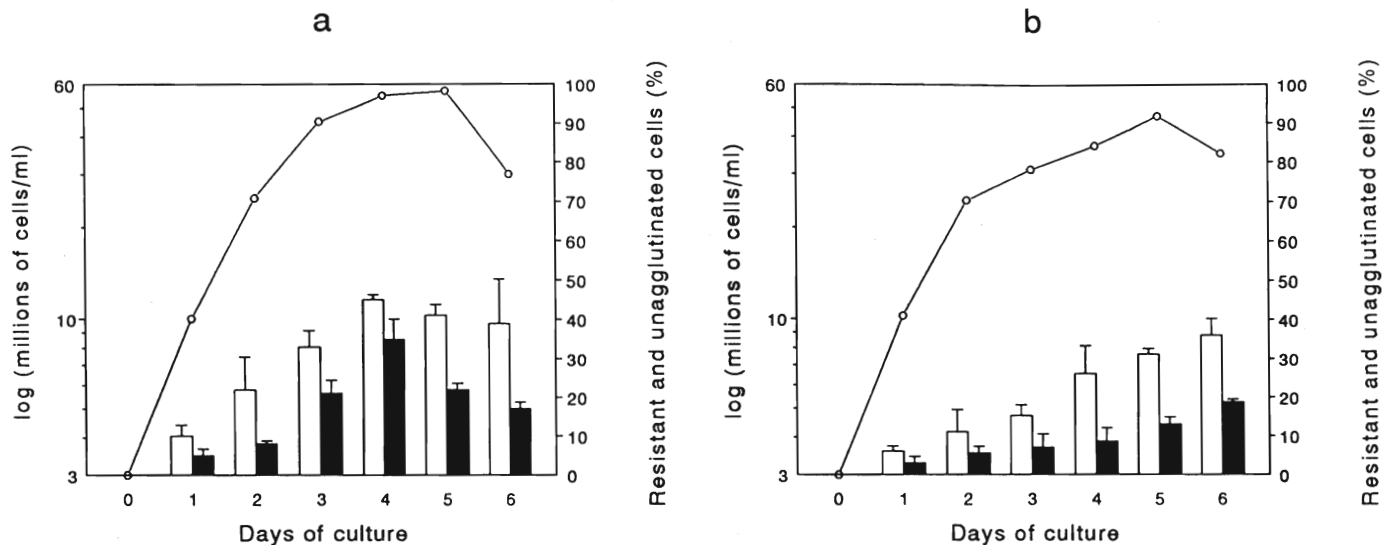 a
60
10
3
log (millions of cells/ml)
100
90
80
70
60
50
40
30
20
10
0
Resistant and unagglutinated cells (%)
0 1 2 3 4 5 6
Days of culture
b
60
10
3
log (millions of cells/ml)
100
90
80
70
60
50
40
30
20
10
0
Resistant and unagglutinated cells (%)
0 1 2 3 4 5 6
Days of culture